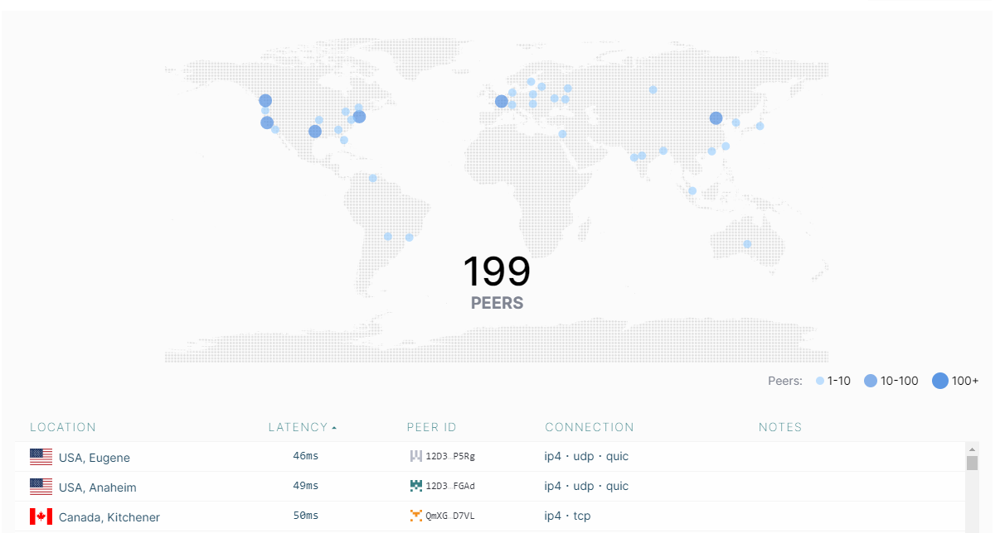 199
PEERS
Peers: 1-10 10-100 100+
LOCATION LATENCY PEER ID CONNECTION NOTES
USA, Eugene 46ms 12D3…P5Rg ip4 · udp · quic
USA, Anaheim 49ms 12D3…FGAd ip4 · udp · quic
Canada, Kitchener 50ms QmXG…D7VL ip4 · tcp